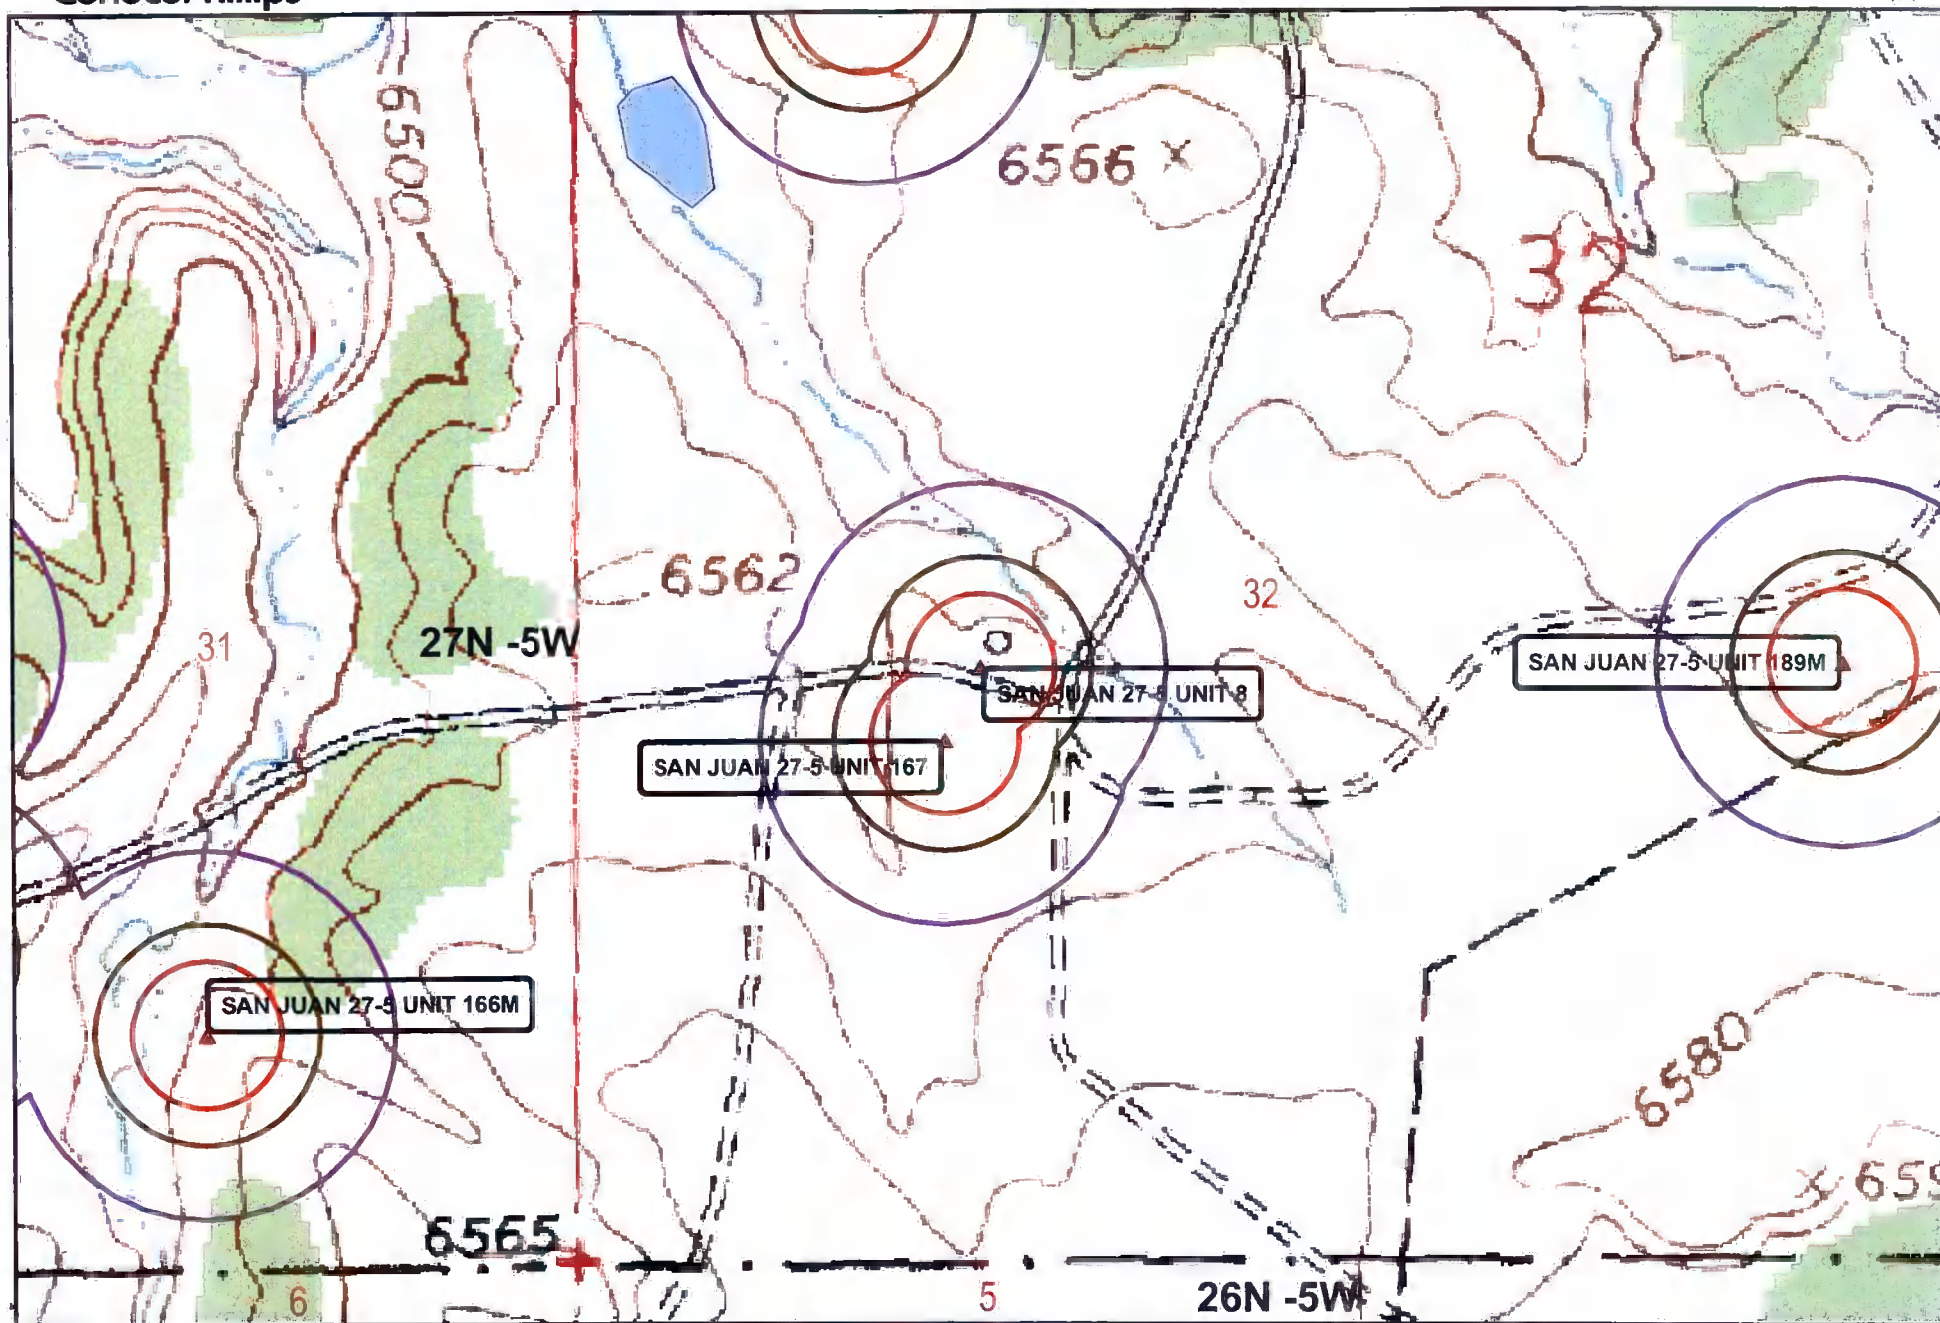 ConocoPhillips
6500
6566
32
6562
32
31
27N -5W
SAN JUAN 27-5 UNIT 189M
SAN JUAN 27-5 UNIT 8
SAN JUAN 27-5 UNIT 167
SAN JUAN 27-5 UNIT 166M
6580
6565
6
5
26N -5W